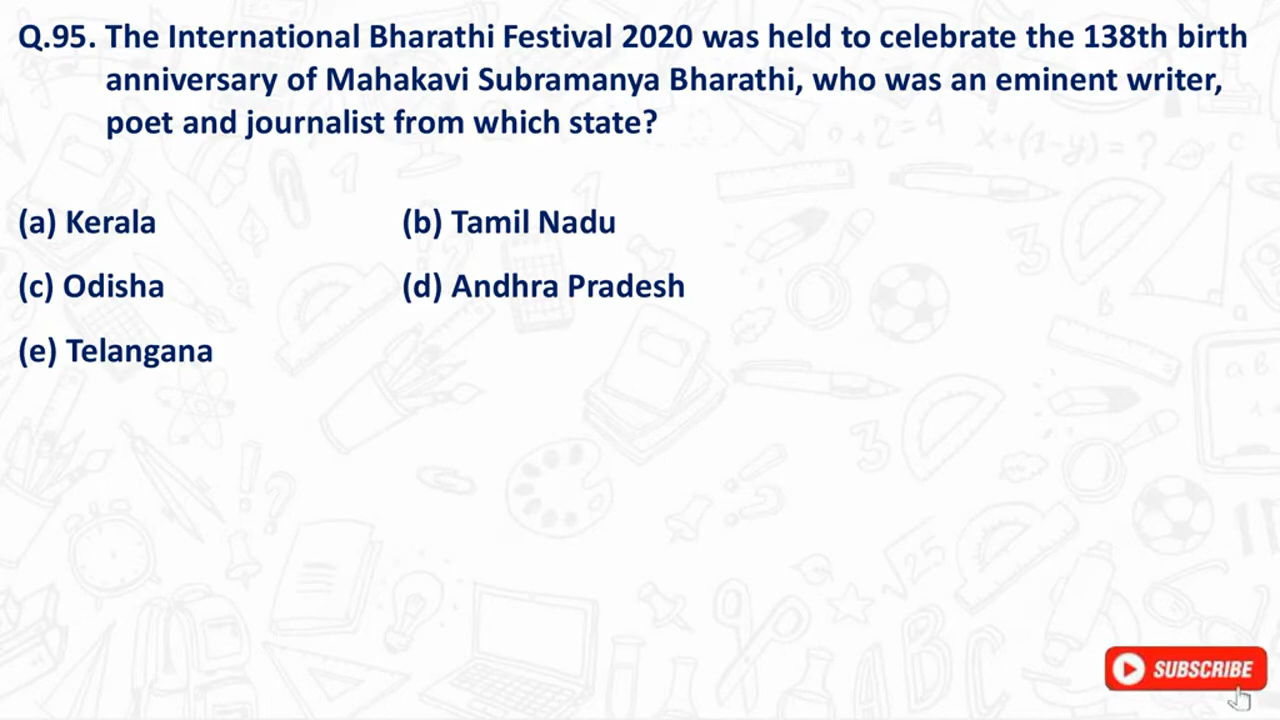 Q.95. The International Bharathi Festival 2020 was held to celebrate the 138th birth
anniversary of Mahakavi Subramanya Bharathi, who was an eminent writer,
poet and journalist from which state?
(a) Kerala (b) Tamil Nadu
(c) Odisha (d) Andhra Pradesh
(e) Telangana
SUBSCRIBE